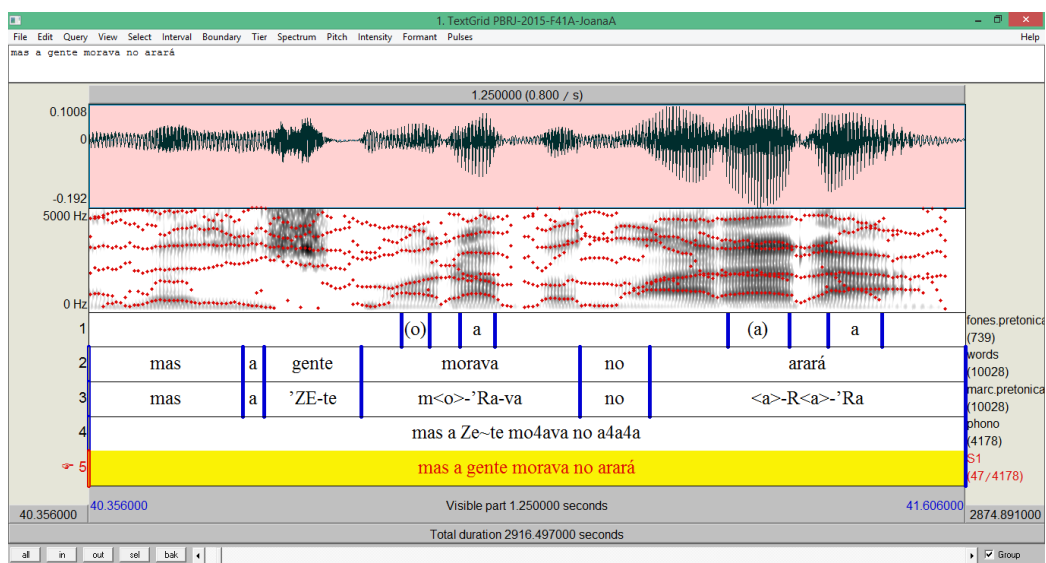 1. TextGrid PBRJ-2015-F41A-JoanaA
File Edit Query View Select Interval Boundary Tier Spectrum Pitch Intensity Formant Pulses Help
mas a gente morava no arará
1.250000 (0.800 / s)
0.1008
0
-0.192
5000 Hz
0 Hz
1 (o) a (a) a fones.pretonica (739)
2 mas a gente morava no arará words (10028)
3 mas a 'ZE-te m<o>-'Ra-va no <a>-R<a>-'Ra marc.pretonica (10028)
4 mas a Ze~te mo4ava no a4a4a phono (4178)
5 mas a gente morava no arará S1 (47/4178)
40.356000 40.356000 Visible part 1.250000 seconds 41.606000 2874.891000
Total duration 2916.497000 seconds
all in out sel bak Group